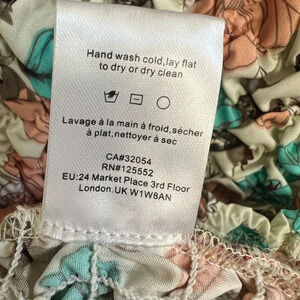 Hand wash cold,lay flat
to dry or dry clean
Lavage à la main à froid,sécher
à plat,nettoyer à sec
CA#32054
RN#125552
EU:24 Market Place 3rd Floor
London.UK W1W8AN